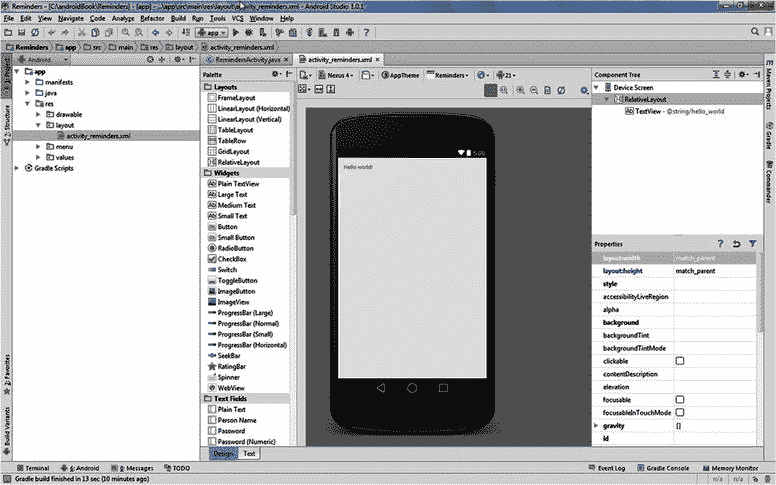 Reminders - [C:\androidBook\Reminders] - [app] - ...\app\src\main\res\layout\activity_reminders.xml - Android Studio 1.0.1
File Edit View Navigate Code Analyze Refactor Build Run Tools VCS Window Help
app
Reminders app src main res layout activity_reminders.xml
Android
RemindersActivity.java
activity_reminders.xml
1: Project
2: Structure
2: Favorites
Build Variants
app
manifests
java
res
drawable
layout
activity_reminders.xml
menu
values
Gradle Scripts
Palette
Layouts
FrameLayout
LinearLayout (Horizontal)
LinearLayout (Vertical)
TableLayout
TableRow
GridLayout
RelativeLayout
Widgets
Plain TextView
Large Text
Medium Text
Small Text
Button
Small Button
RadioButton
CheckBox
Switch
ToggleButton
ImageButton
ImageView
ProgressBar (Large)
ProgressBar (Normal)
ProgressBar (Small)
ProgressBar (Horizontal)
SeekBar
RatingBar
Spinner
WebView
Text Fields
Plain Text
Person Name
Password
Password (Numeric)
Design Text
Nexus 4 AppTheme Reminders 21
5:00
Hello world!
Component Tree
Device Screen
RelativeLayout
TextView - @string/hello_world
Properties
layout:width match_parent
layout:height match_parent
style
accessibilityLiveRegion
alpha
background
backgroundTint
backgroundTintMode
clickable
contentDescription
elevation
focusable
focusableInTouchMode
gravity []
id
Maven Projects
Gradle
Commander
Terminal 6: Android 0: Messages TODO
Event Log Gradle Console Memory Monitor
Gradle build finished in 13 sec (10 minutes ago)
n/a n/a